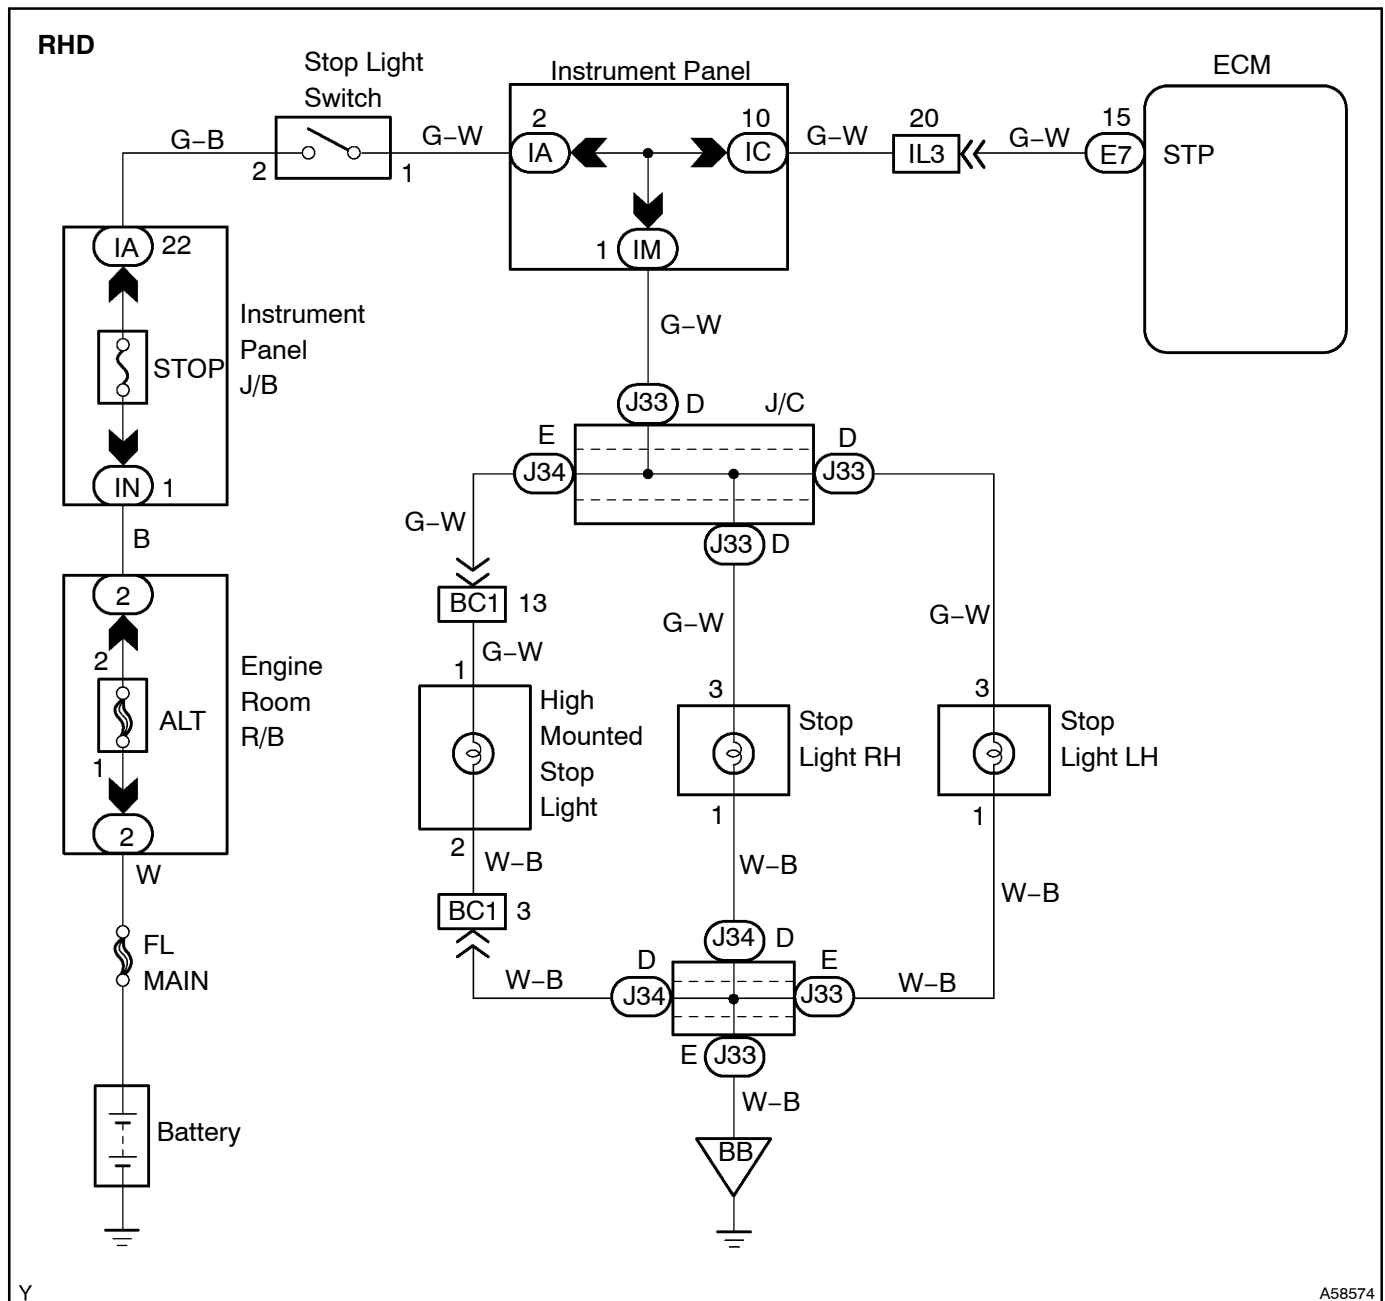 RHD
Stop Light
Switch
Instrument Panel
ECM
G−B
2
1
G−W
2
IA
10
IC
G−W
20
IL3
G−W
15
E7
STP
1
IM
G−W
IA
22
STOP
Instrument
Panel
J/B
IN
1
B
2
2
ALT
1
2
Engine
Room
R/B
W
FL
MAIN
Battery
J33
D
J/C
E
J34
D
J33
J33
D
G−W
BC1
13
G−W
1
High
Mounted
Stop
Light
2
W−B
BC1
3
W−B
G−W
3
Stop
Light RH
1
W−B
G−W
3
Stop
Light LH
1
W−B
J34
D
D
J34
E
J33
W−B
E
J33
W−B
BB
Y
A58574